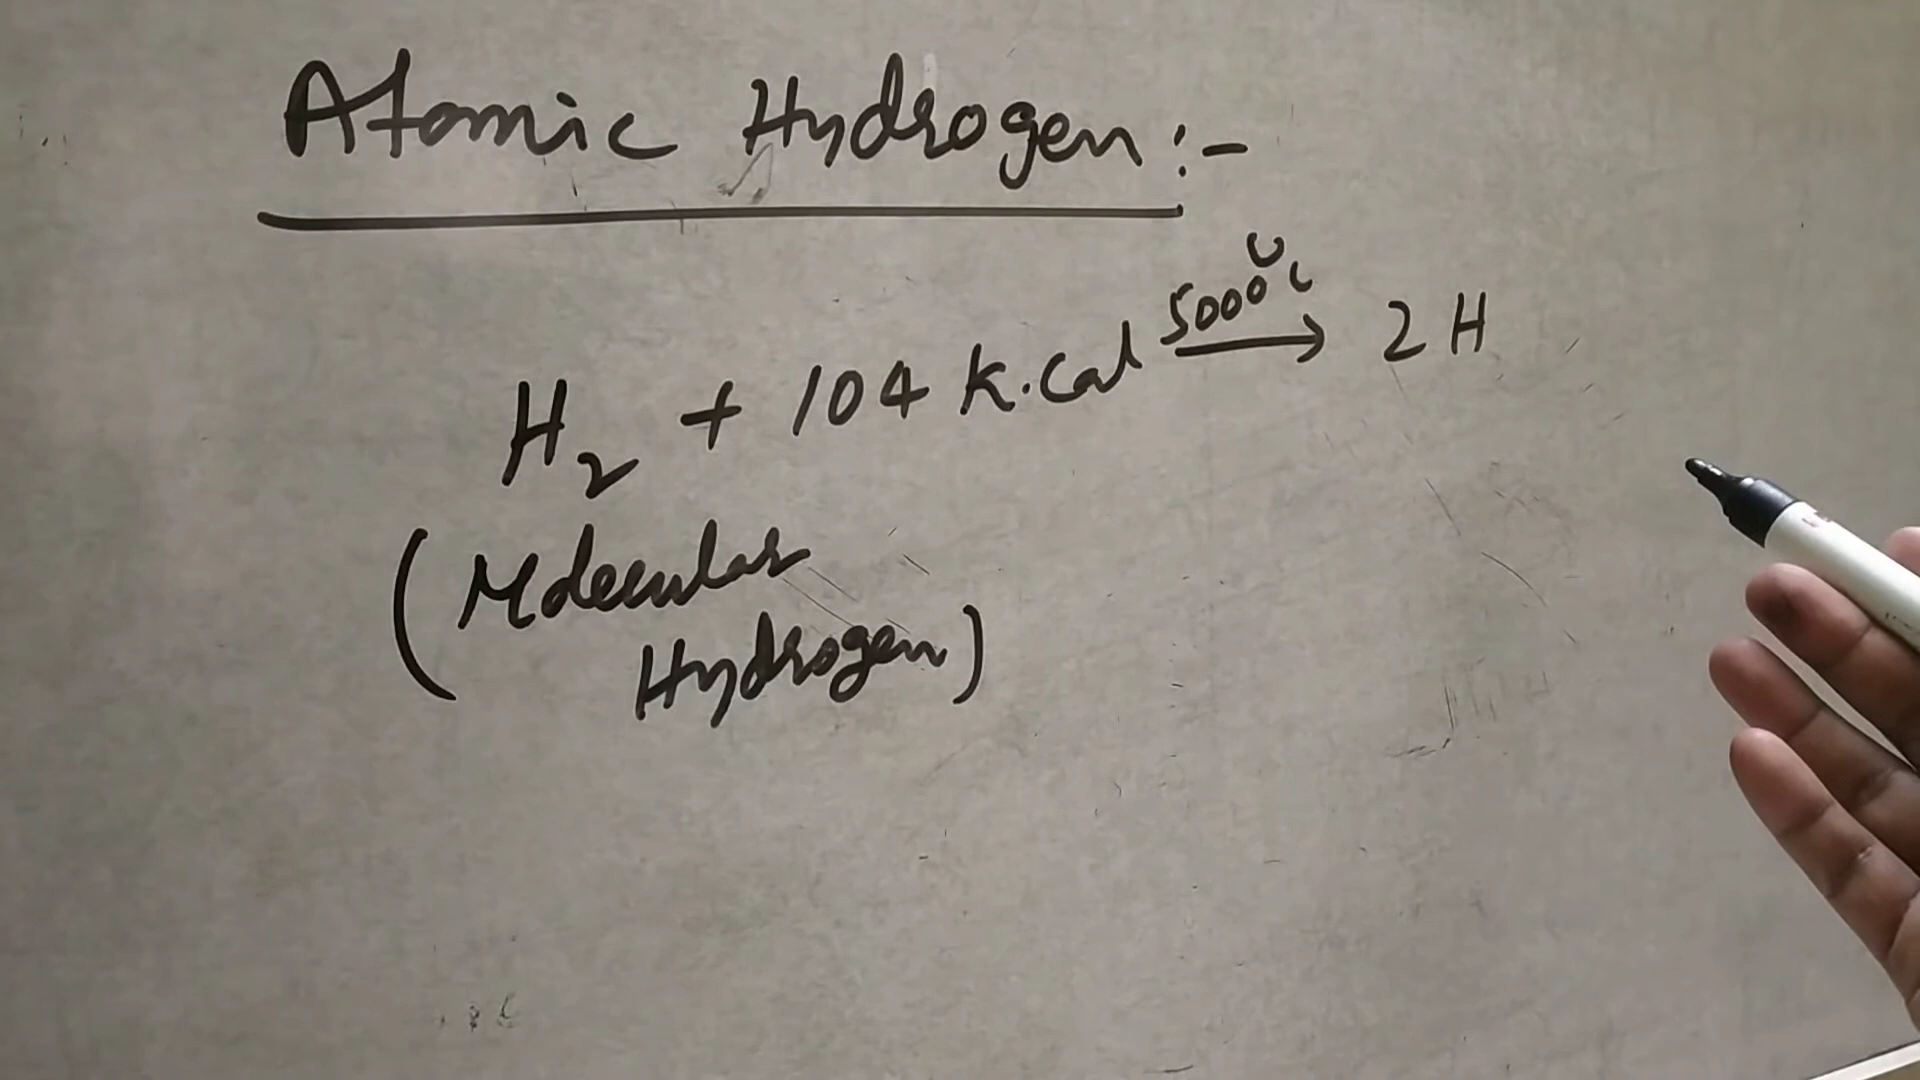 Atomic Hydrogen:-
H₂ + 104 k.cal 5000°C → 2H
(Molecular
Hydrogen)